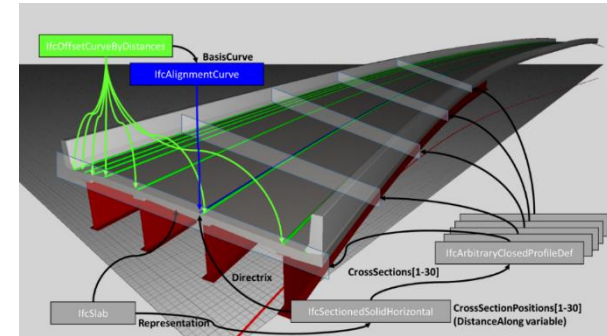 IfcOffsetCurveByDistances
BasisCurve
IfcAlignmentCurve
IfcArbitraryClosedProfileDef
CrossSections[1-30]
Directrix
IfcSlab
Representation
IfcSectionedSolidHorizontal
CrossSectionPositions[1-30]
(DistanceAlong variable)